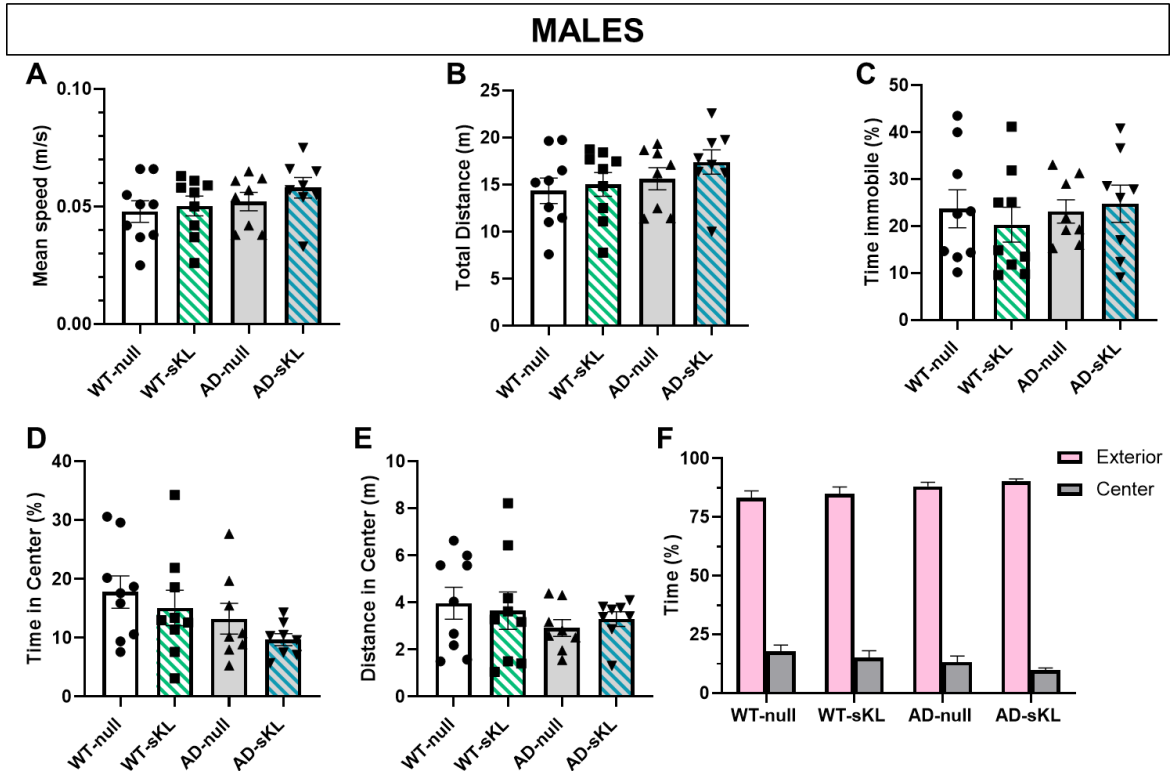 MALES
A
Mean speed (m/s)
0.10
0.05
0.00
WT-null
WT-sKL
AD-null
AD-sKL
B
Total Distance (m)
25
20
15
10
5
0
WT-null
WT-sKL
AD-null
AD-sKL
C
Time immobile (%)
50
40
30
20
10
0
WT-null
WT-sKL
AD-null
AD-sKL
D
Time in Center (%)
40
30
20
10
0
WT-null
WT-sKL
AD-null
AD-sKL
E
Distance in Center (m)
10
8
6
4
2
0
WT-null
WT-sKL
AD-null
AD-sKL
F
Time (%)
100
75
50
25
0
WT-null
WT-sKL
AD-null
AD-sKL
Exterior
Center